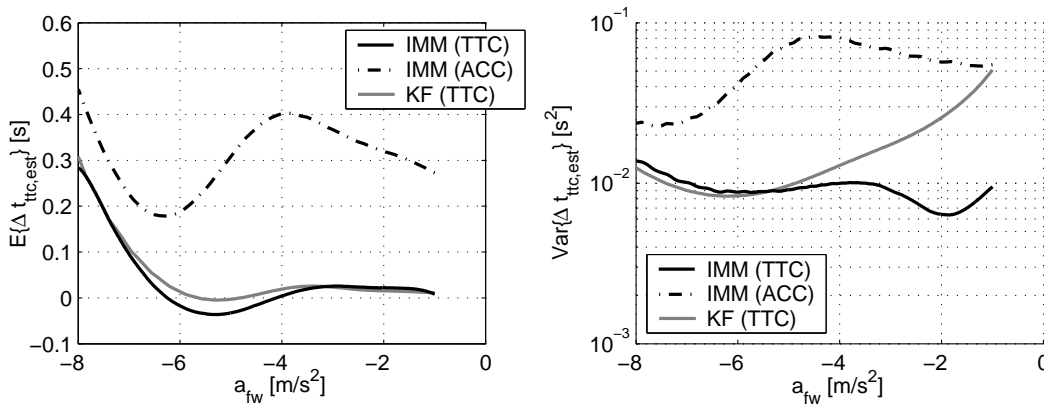 0.6
0.5
0.4
0.3
0.2
0.1
0
−0.1
E{Δ t_ttc,est} [s]
IMM (TTC)
IMM (ACC)
KF (TTC)
−8 −6 −4 −2 0
a_fw [m/s²]
10⁻¹
10⁻²
10⁻³
Var{Δ t_ttc,est} [s²]
IMM (TTC)
IMM (ACC)
KF (TTC)
−8 −6 −4 −2 0
a_fw [m/s²]